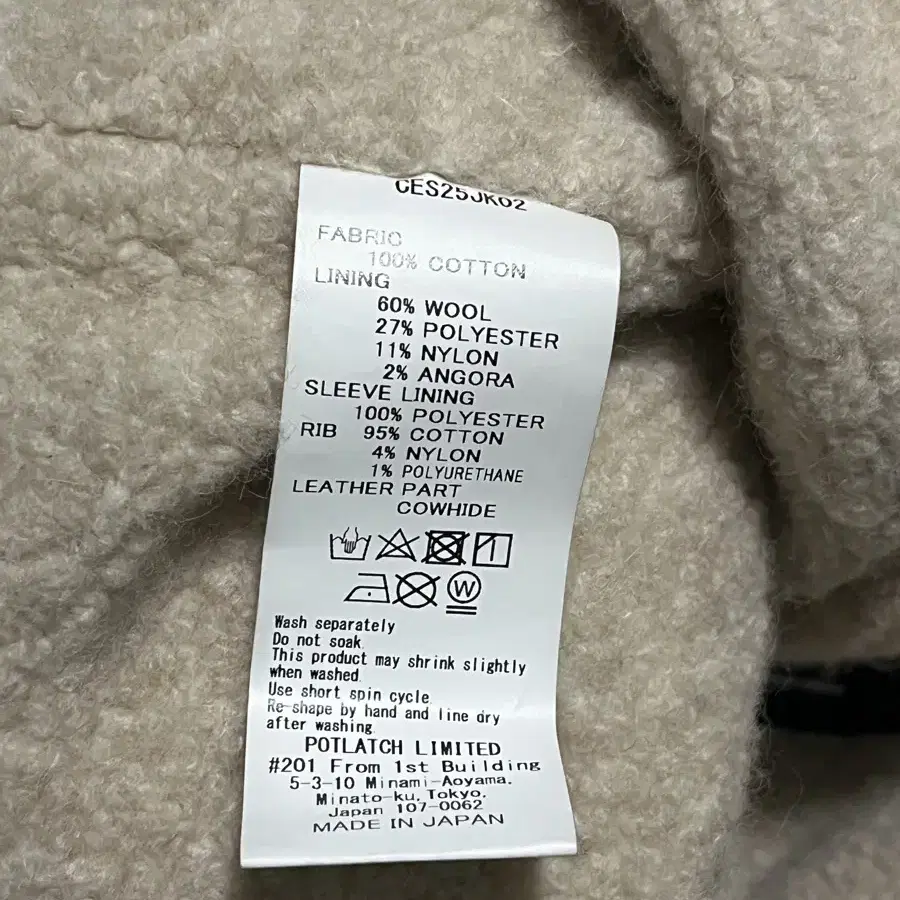 CES25JK02
FABRIC
100% COTTON
LINING
60% WOOL
27% POLYESTER
11% NYLON
2% ANGORA
SLEEVE LINING
100% POLYESTER
RIB 95% COTTON
4% NYLON
1% POLYURETHANE
LEATHER PART
COWHIDE
W
Wash separately
Do not soak.
This product may shrink slightly
when washed.
Use short spin cycle.
Re-shape by hand and line dry
after washing.
POTLATCH LIMITED
#201 From 1st Building
5-3-10 Minami-Aoyama.
Minato-ku, Tokyo.
Japan 107-0062
MADE IN JAPAN